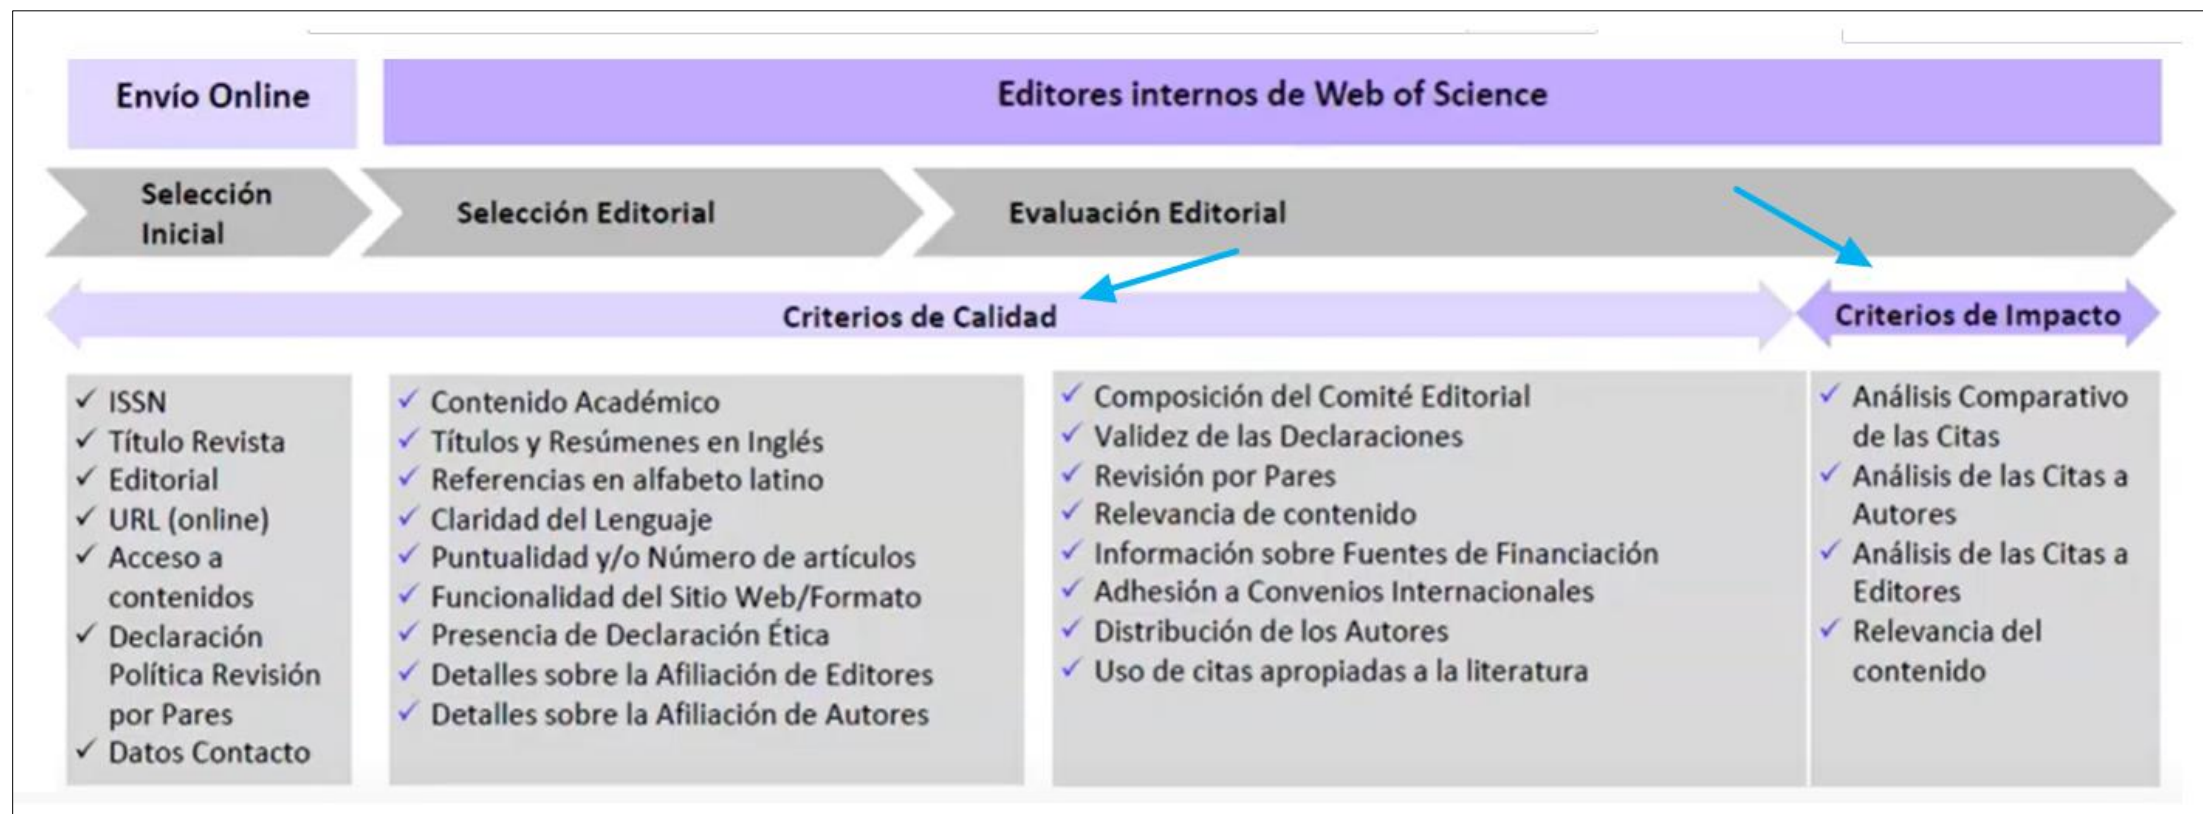 Envío Online
Editores internos de Web of Science
Selección
Inicial
Selección Editorial
Evaluación Editorial
Criterios de Calidad
Criterios de Impacto
✓ ISSN
✓ Título Revista
✓ Editorial
✓ URL (online)
✓ Acceso a
contenidos
✓ Declaración
Política Revisión
por Pares
✓ Datos Contacto
✓ Contenido Académico
✓ Títulos y Resúmenes en Inglés
✓ Referencias en alfabeto latino
✓ Claridad del Lenguaje
✓ Puntualidad y/o Número de artículos
✓ Funcionalidad del Sitio Web/Formato
✓ Presencia de Declaración Ética
✓ Detalles sobre la Afiliación de Editores
✓ Detalles sobre la Afiliación de Autores
✓ Composición del Comité Editorial
✓ Validez de las Declaraciones
✓ Revisión por Pares
✓ Relevancia de contenido
✓ Información sobre Fuentes de Financiación
✓ Adhesión a Convenios Internacionales
✓ Distribución de los Autores
✓ Uso de citas apropiadas a la literatura
✓ Análisis Comparativo
de las Citas
✓ Análisis de las Citas a
Autores
✓ Análisis de las Citas a
Editores
✓ Relevancia del
contenido